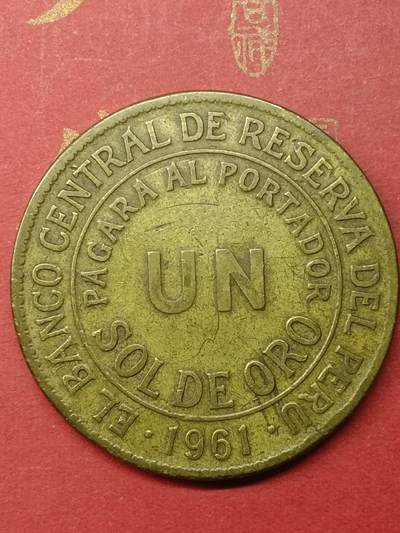 EL BANCO CENTRAL DE RESERVA DEL PERU
PAGARA AL PORTADOR
UN
SOL DE ORO
· 1961 ·